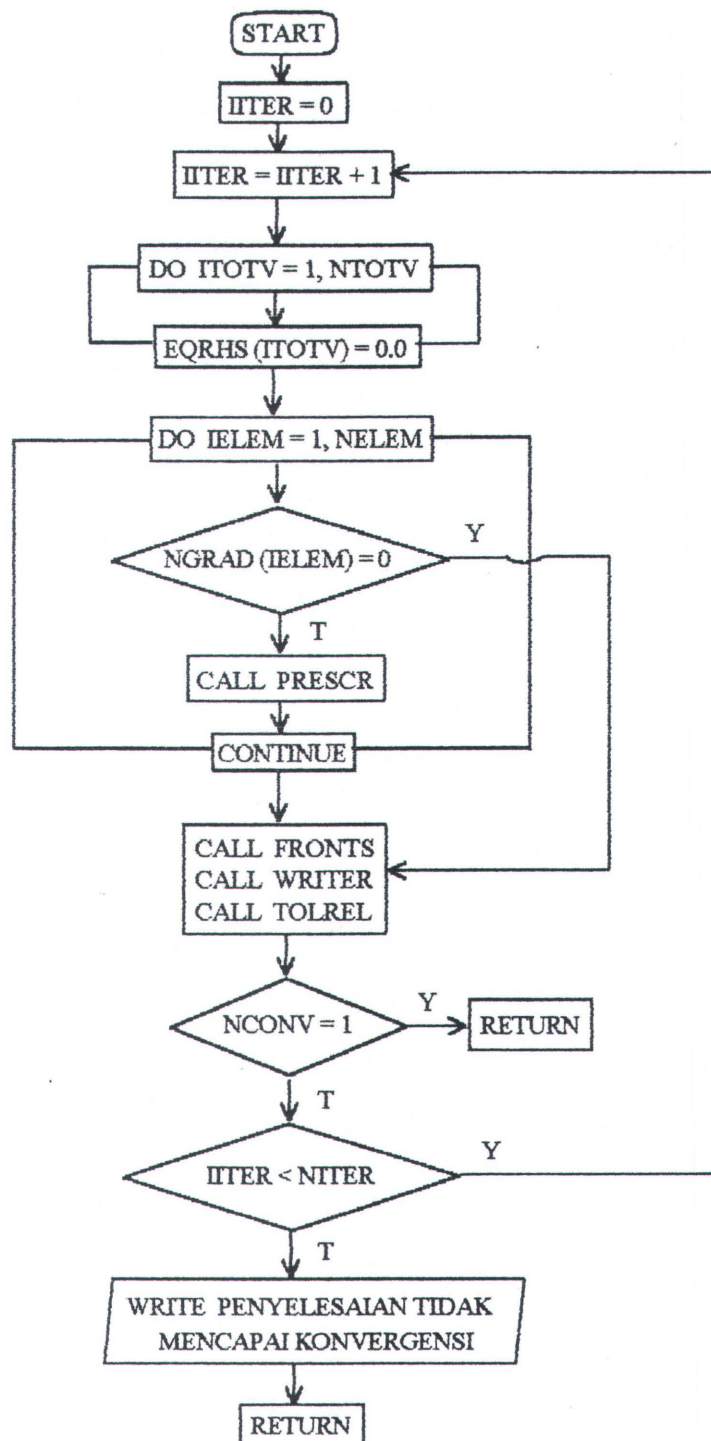 START
IITER = 0
IITER = IITER + 1
DO ITOTV = 1, NTOTV
EQRHS (ITOTV) = 0.0
DO IELEM = 1, NELEM
NGRAD (IELEM) = 0
Y
T
CALL PRESCR
CONTINUE
CALL FRONTS
CALL WRITER
CALL TOLREL
NCONV = 1
Y
RETURN
T
IITER < NITER
Y
T
WRITE PENYELESAIAN TIDAK
MENCAPAI KONVERGENSI
RETURN